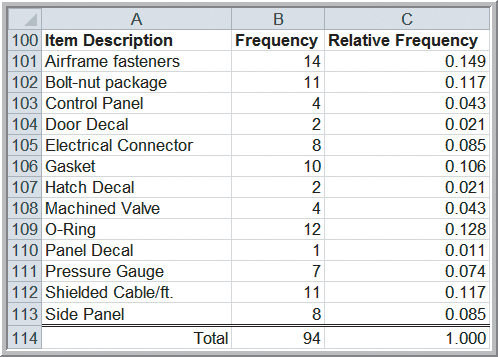 A B C
100 Item Description Frequency Relative Frequency
101 Airframe fasteners 14 0.149
102 Bolt-nut package 11 0.117
103 Control Panel 4 0.043
104 Door Decal 2 0.021
105 Electrical Connector 8 0.085
106 Gasket 10 0.106
107 Hatch Decal 2 0.021
108 Machined Valve 4 0.043
109 O-Ring 12 0.128
110 Panel Decal 1 0.011
111 Pressure Gauge 7 0.074
112 Shielded Cable/ft. 11 0.117
113 Side Panel 8 0.085
114 Total 94 1.000